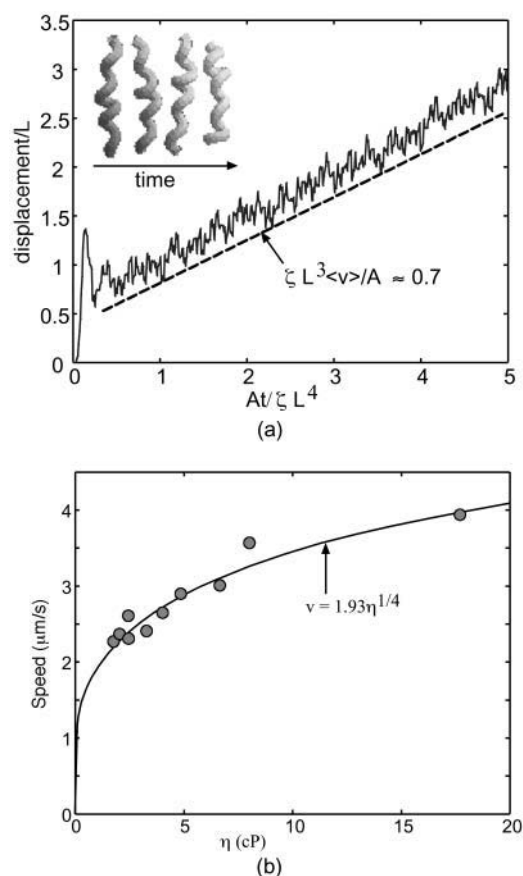 3.5
3
2.5
2
1.5
1
0.5
0
displacement/L
time
ζ L³<v>/A ≈ 0.7
0 1 2 3 4 5
At/ζ L⁴
(a)
4
3
2
1
0
Speed (μm/s)
v = 1.93η^{1/4}
0 5 10 15 20
η (cP)
(b)